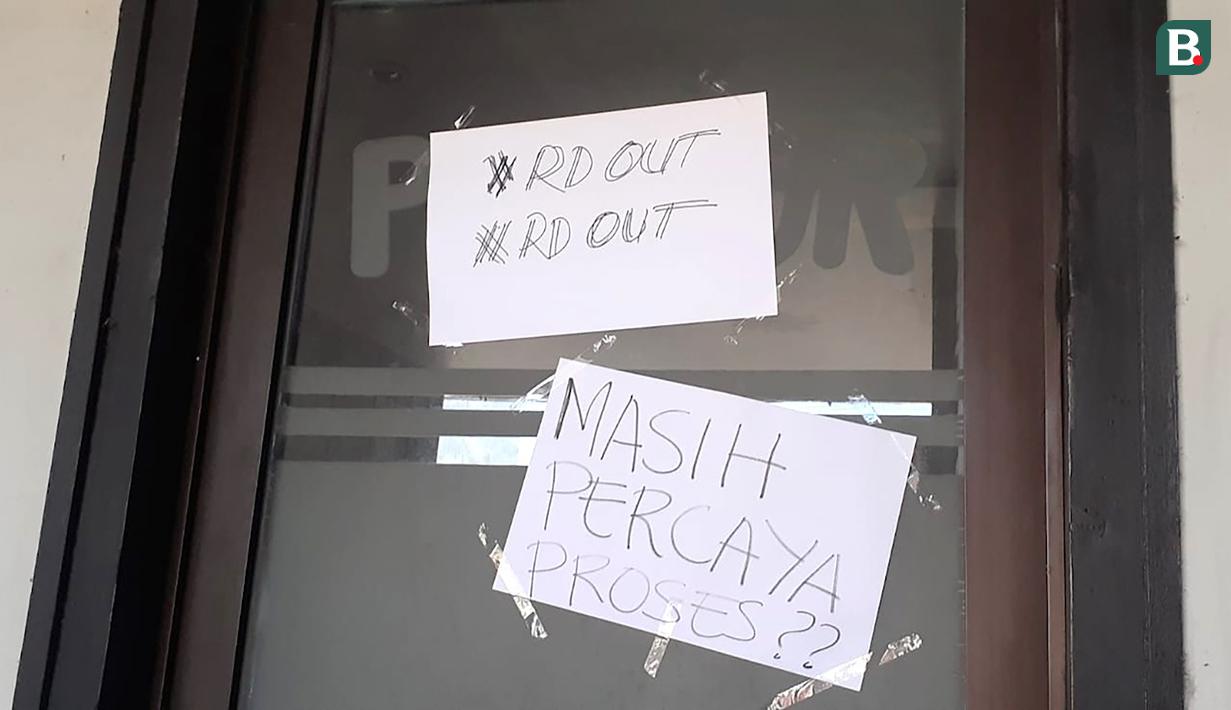 B
# RD OUT
# RD OUT
MASIH
PERCAYA
PROSES ??